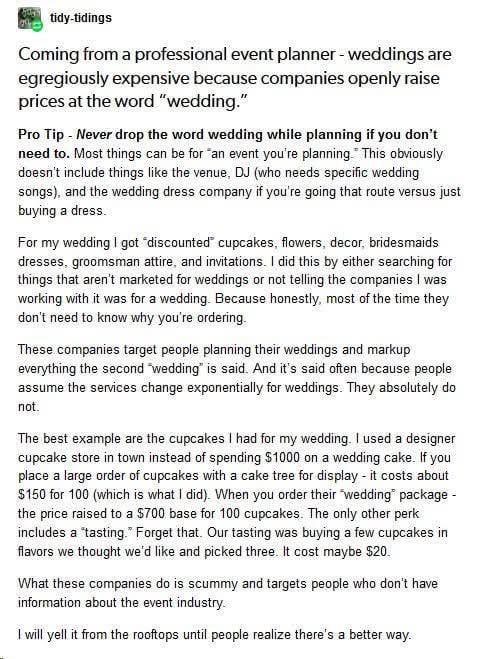 tidy-tidings
Coming from a professional event planner - weddings are
egregiously expensive because companies openly raise
prices at the word “wedding.”
Pro Tip - Never drop the word wedding while planning if you don’t
need to. Most things can be for “an event you’re planning.” This obviously
doesn’t include things like the venue, DJ (who needs specific wedding
songs), and the wedding dress company if you’re going that route versus just
buying a dress.
For my wedding I got “discounted” cupcakes, flowers, decor, bridesmaids
dresses, groomsman attire, and invitations. I did this by either searching for
things that aren’t marketed for weddings or not telling the companies I was
working with it was for a wedding. Because honestly, most of the time they
don’t need to know why you’re ordering.
These companies target people planning their weddings and markup
everything the second “wedding” is said. And it’s said often because people
assume the services change exponentially for weddings. They absolutely do
not.
The best example are the cupcakes I had for my wedding. I used a designer
cupcake store in town instead of spending $1000 on a wedding cake. If you
place a large order of cupcakes with a cake tree for display - it costs about
$150 for 100 (which is what I did). When you order their “wedding” package -
the price raised to a $700 base for 100 cupcakes. The only other perk
includes a “tasting.” Forget that. Our tasting was buying a few cupcakes in
flavors we thought we’d like and picked three. It cost maybe $20.
What these companies do is scummy and targets people who don’t have
information about the event industry.
I will yell it from the rooftops until people realize there’s a better way.